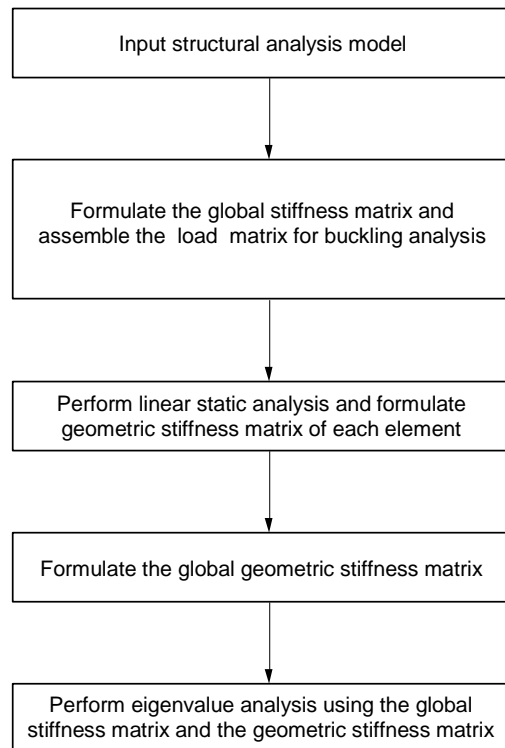 Input structural analysis model
Formulate the global stiffness matrix and
assemble the load matrix for buckling analysis
Perform linear static analysis and formulate
geometric stiffness matrix of each element
Formulate the global geometric stiffness matrix
Perform eigenvalue analysis using the global
stiffness matrix and the geometric stiffness matrix